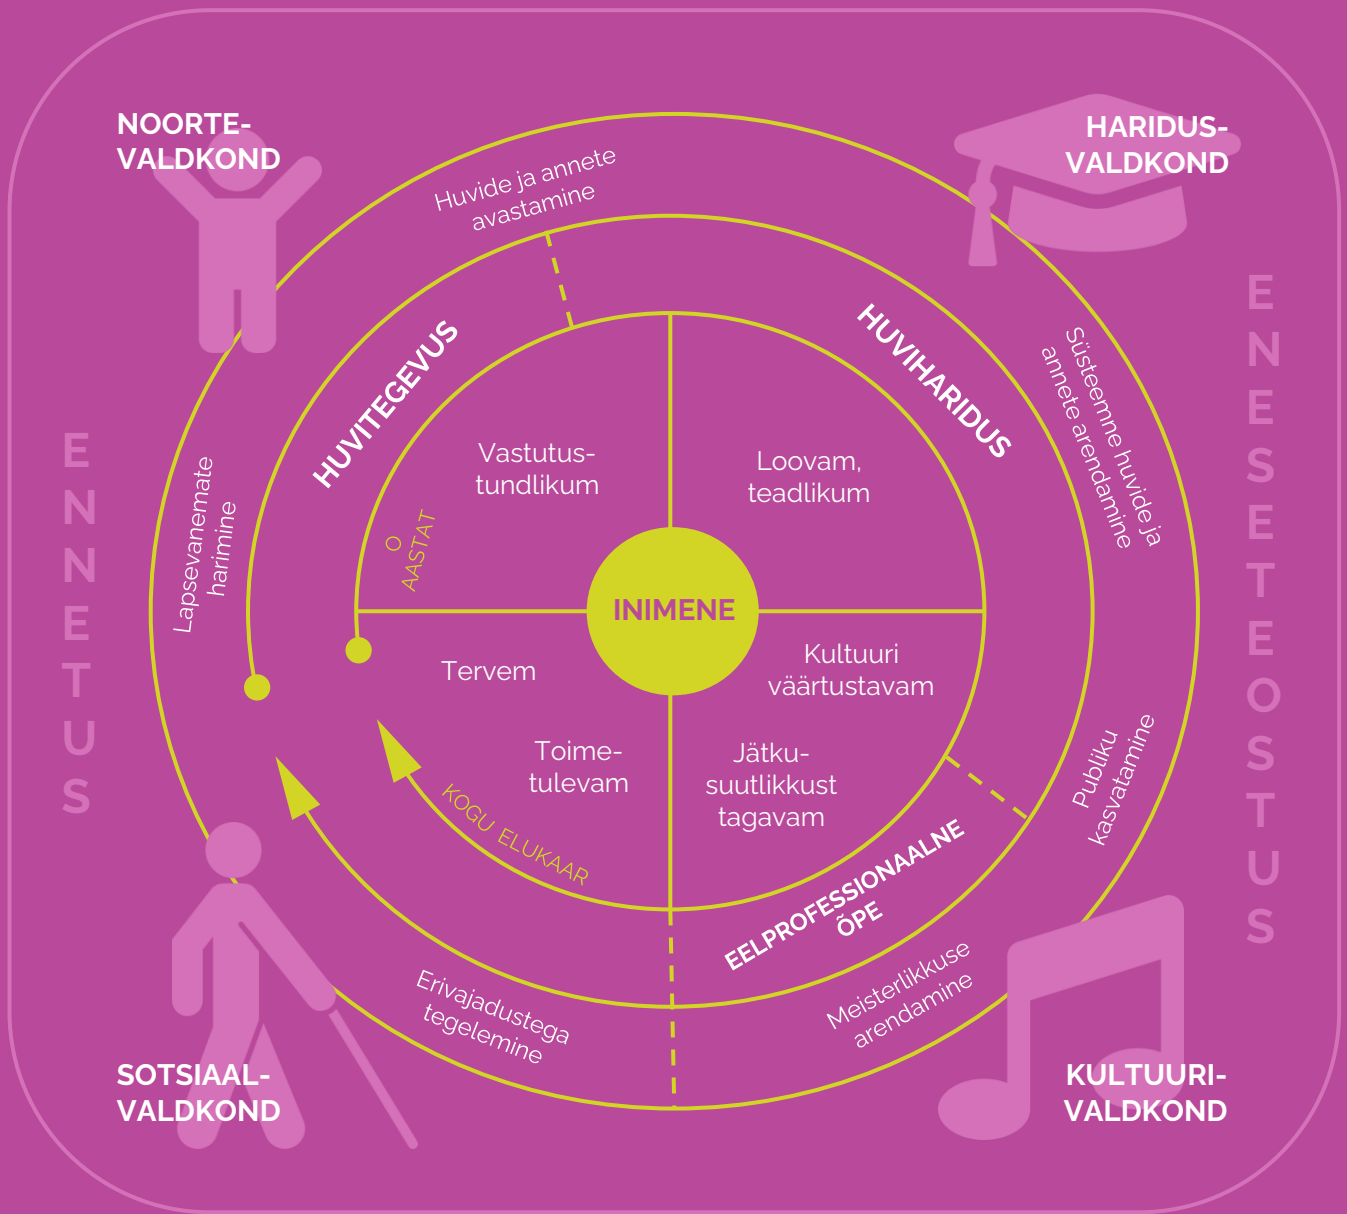 NOORTE-
VALDKOND
HARIDUS-
VALDKOND
Huvide ja annete
avastamine
HUVITEGEVUS
HUVIHARIDUS
Süsteemne huvide ja
annete arendamine
Lapsevanemate
harimine
ENNETUS
ENESETEOSTUS
Vastutus-
tundlikum
Loovam,
teadlikum
0
AASTAT
INIMENE
Tervem
Kultuuri
väärtustavam
Toime-
tulevam
Jätku-
suutlikkust
tagavam
KOGU ELUKAAR
Publiku
kasvatamine
EELPROFESSIONAALNE
ÕPE
Erivajadustega
tegelemine
Meisterlikkuse
arendamine
SOTSIAAL-
VALDKOND
KULTUURI-
VALDKOND